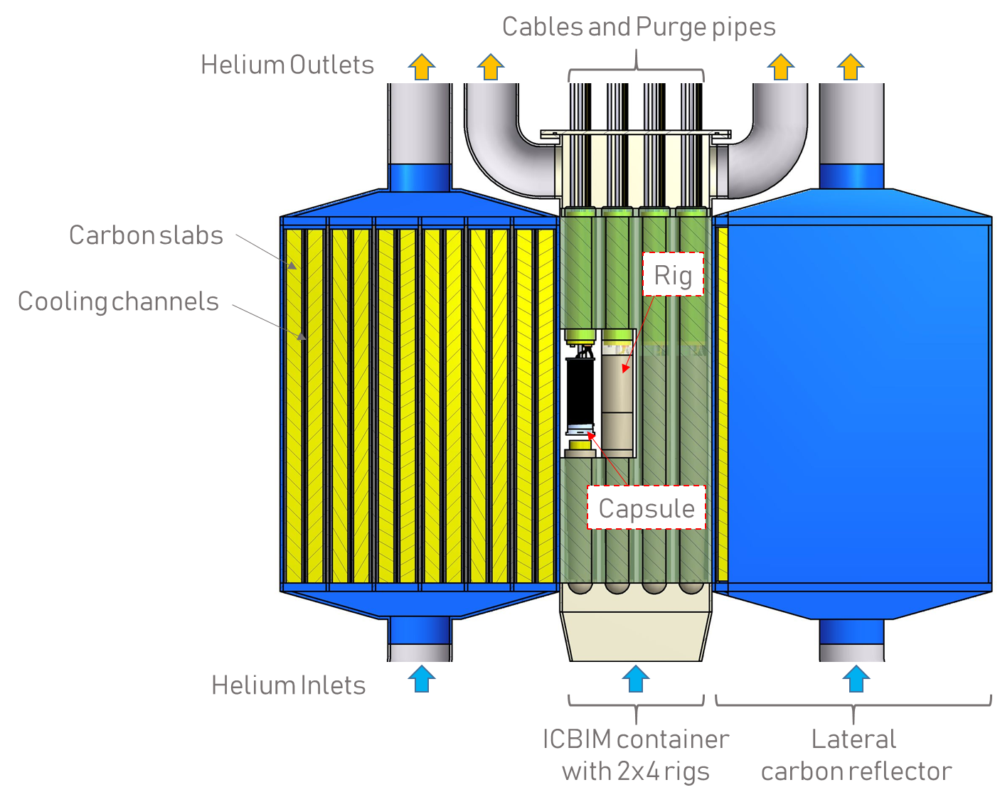 Cables and Purge pipes
Helium Outlets
Carbon slabs
Rig
Cooling channels
Capsule
Helium Inlets
ICBIM container
with 2x4 rigs
Lateral
carbon reflector